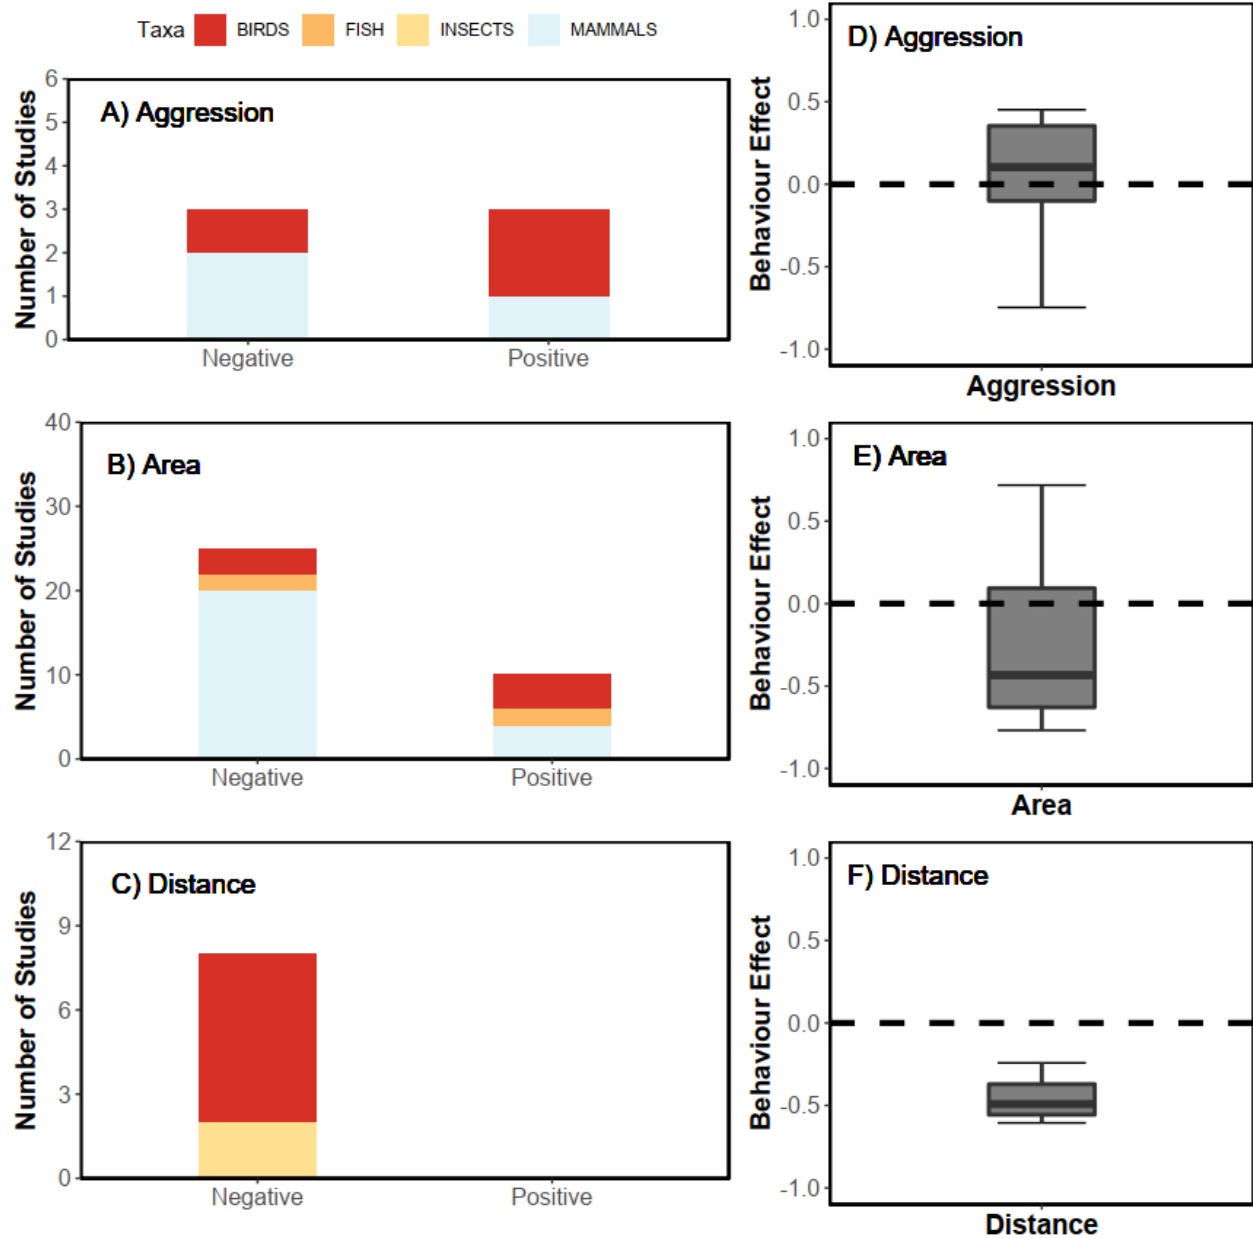 Taxa BIRDS FISH INSECTS MAMMALS
A) Aggression
Number of Studies
6
5
4
3
2
1
0
Negative Positive
D) Aggression
Behaviour Effect
1.0
0.5
0.0
-0.5
-1.0
Aggression
B) Area
Number of Studies
40
30
20
10
0
Negative Positive
E) Area
Behaviour Effect
1.0
0.5
0.0
-0.5
-1.0
Area
C) Distance
Number of Studies
12
9
6
3
0
Negative Positive
F) Distance
Behaviour Effect
1.0
0.5
0.0
-0.5
-1.0
Distance